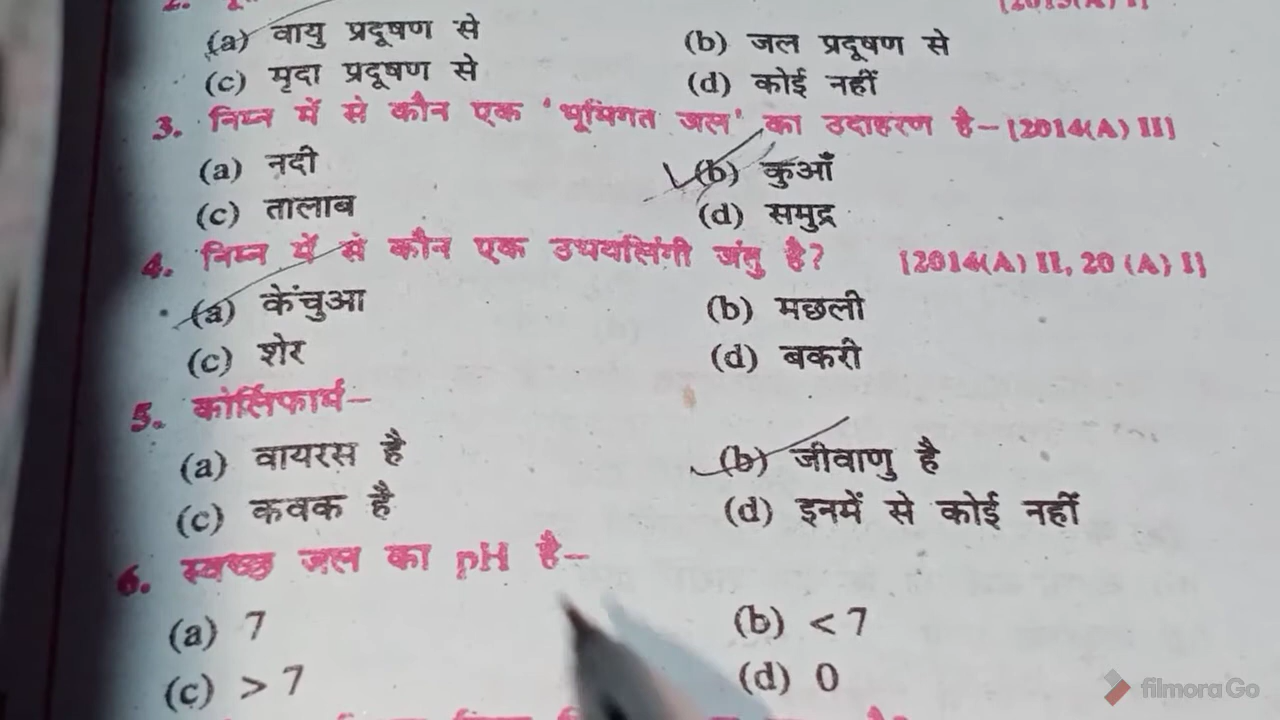 2.
(a) वायु प्रदूषण से (b) जल प्रदूषण से
(c) मृदा प्रदूषण से (d) कोई नहीं
3. निम्न में से कौन एक 'भूमिगत जल' का उदाहरण है– [2014(A) II]
(a) नदी (b) कुआँ
(c) तालाब (d) समुद्र
4. निम्न में से कौन एक उभयलिंगी जंतु है? [2014(A) II, 20 (A) I]
(a) केंचुआ (b) मछली
(c) शेर (d) बकरी
5. कोलिफार्म–
(a) वायरस है (b) जीवाणु है
(c) कवक है (d) इनमें से कोई नहीं
6. स्वच्छ जल का pH है–
(a) 7 (b) < 7
(c) > 7 (d) 0
filmora Go